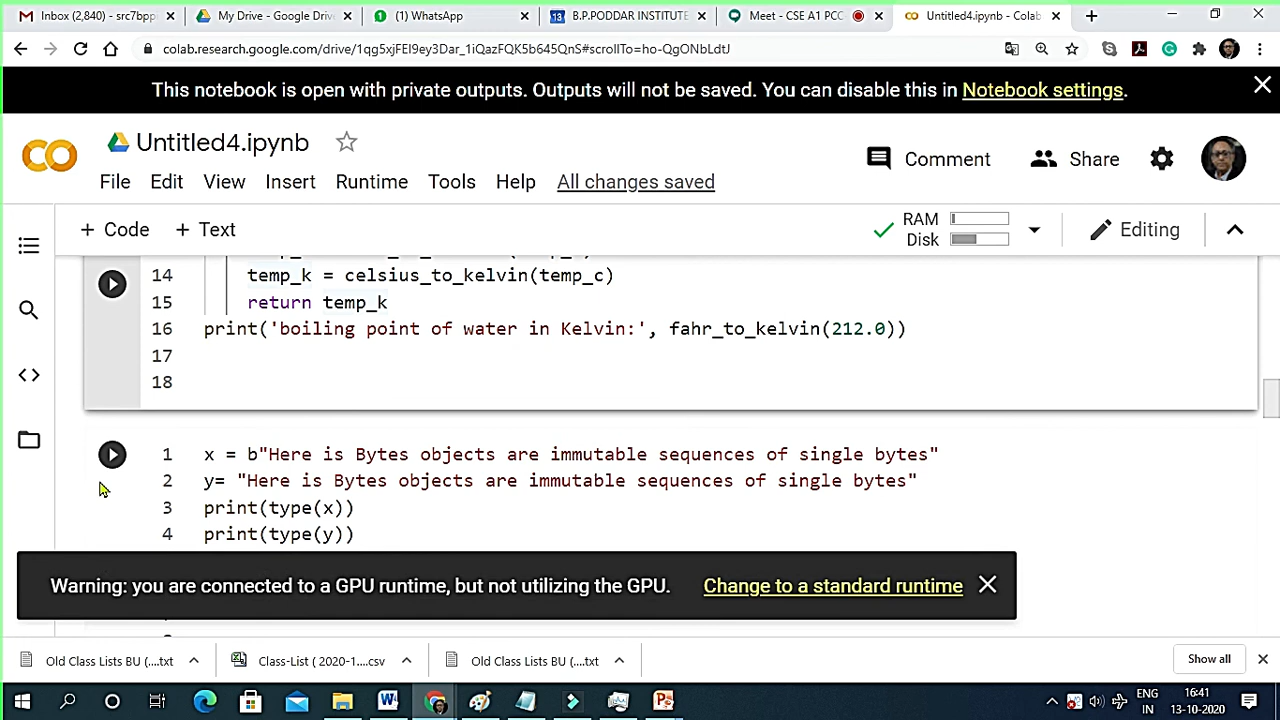 Inbox (2,840) - src7bpp
My Drive - Google Driv
(1) WhatsApp
B.P.PODDAR INSTITUTE
Meet - CSE A1 PCC
Untitled4.ipynb - Colab
colab.research.google.com/drive/1qg5xjFEI9ey3Dar_1iQazFQK5b645QnS#scrollTo=ho-QgONbLdtJ
This notebook is open with private outputs. Outputs will not be saved. You can disable this in Notebook settings.
CO Untitled4.ipynb
Comment Share
File Edit View Insert Runtime Tools Help All changes saved
+ Code + Text
RAM
Disk
Editing
14 temp_k = celsius_to_kelvin(temp_c)
15 return temp_k
16 print('boiling point of water in Kelvin:', fahr_to_kelvin(212.0))
17
18
1 x = b"Here is Bytes objects are immutable sequences of single bytes"
2 y= "Here is Bytes objects are immutable sequences of single bytes"
3 print(type(x))
4 print(type(y))
Warning: you are connected to a GPU runtime, but not utilizing the GPU. Change to a standard runtime
Old Class Lists BU (....txt
Class-List ( 2020-1....csv
Old Class Lists BU (....txt
Show all
ENG
IN
16:41
13-10-2020